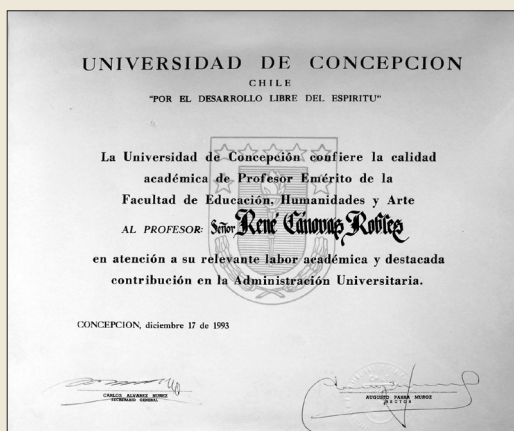 UNIVERSIDAD DE CONCEPCION
CHILE
"POR EL DESARROLLO LIBRE DEL ESPIRITU"
La Universidad de Concepción confiere la calidad
académica de Profesor Emérito de la
Facultad de Educación, Humanidades y Arte
AL PROFESOR: Señor René Cánovas Robles
en atención a su relevante labor académica y destacada
contribución en la Administración Universitaria.
CONCEPCION, diciembre 17 de 1993
CARLOS ALVAREZ NUÑEZ
SECRETARIO GENERAL
AUGUSTO PARRA MUÑOZ
RECTOR